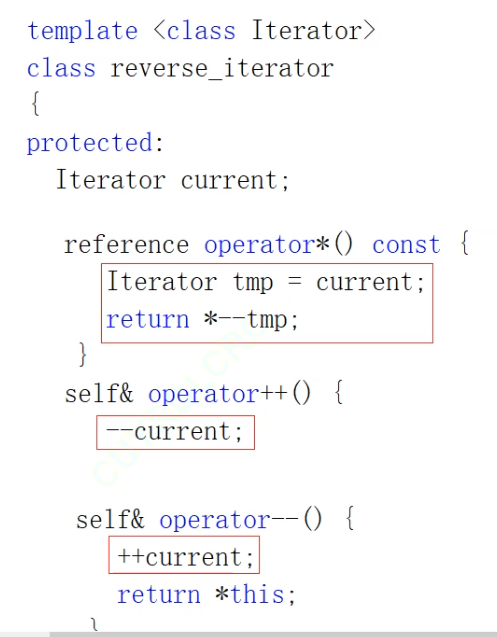 template <class Iterator>
class reverse_iterator
{
protected:
Iterator current;
reference operator*() const {
Iterator tmp = current;
return *--tmp;
}
self& operator++() {
--current;
self& operator--() {
++current;
return *this;
}